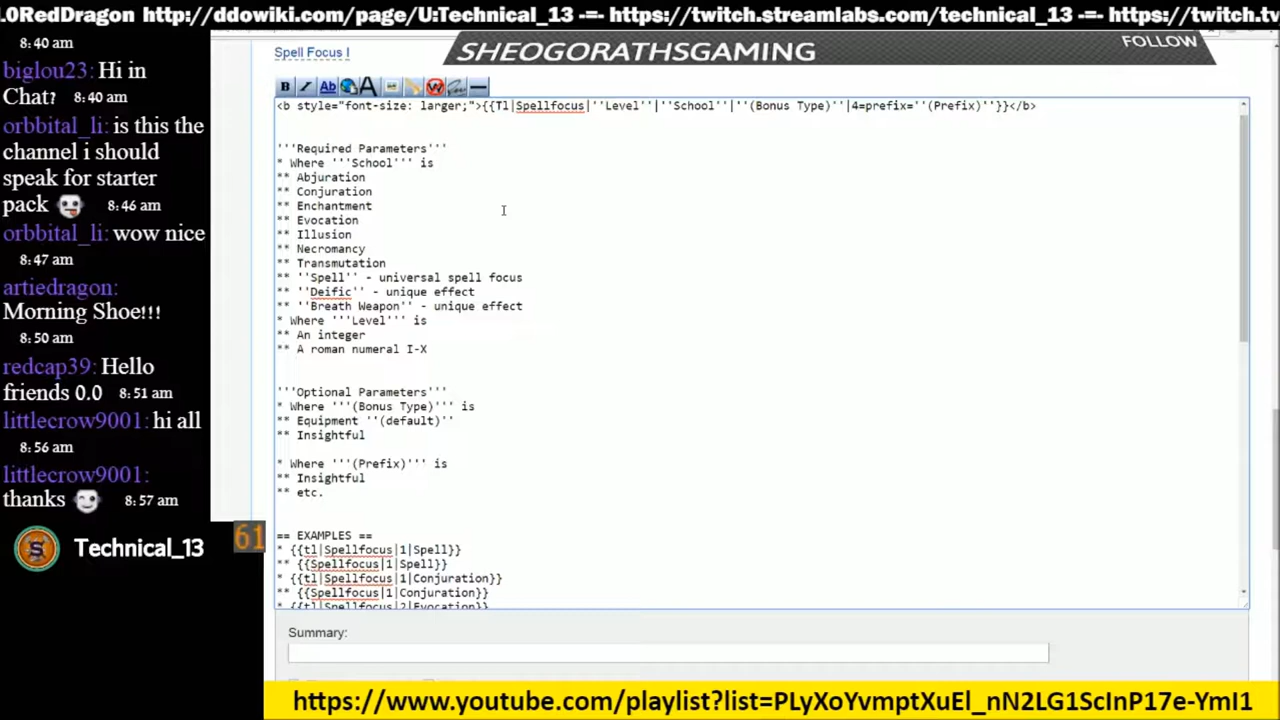 .0RedDragon http://ddowiki.com/page/U:Technical_13 -=- https://twitch.streamlabs.com/technical_13 -=- https://twitch.tv
8:40 am
biglou23: Hi in
Chat? 8:40 am
orbbital_li: is this the
channel i should
speak for starter
pack 8:46 am
orbbital_li: wow nice
8:47 am
artiedragon:
Morning Shoe!!!
8:50 am
redcap39: Hello
friends 0.0 8:51 am
littlecrow9001: hi all
8:56 am
littlecrow9001:
thanks 8:57 am
61
Technical_13
Spell Focus I
SHEOGORATHSGAMING
FOLLOW
B I Ab A W
<b style="font-size: larger;">{{Tl|Spellfocus|''Level''|''School''|''(Bonus Type)''|4=prefix=''(Prefix)''}}</b>
'''Required Parameters'''
* Where '''School''' is
** Abjuration
** Conjuration
** Enchantment
** Evocation
** Illusion
** Necromancy
** Transmutation
** ''Spell'' - universal spell focus
** ''Deific'' - unique effect
** ''Breath Weapon'' - unique effect
* Where '''Level''' is
** An integer
** A roman numeral I-X
'''Optional Parameters'''
* Where '''(Bonus Type)''' is
** Equipment ''(default)''
** Insightful
* Where '''(Prefix)''' is
** Insightful
** etc.
== EXAMPLES ==
* {{tl|Spellfocus|1|Spell}}
** {{Spellfocus|1|Spell}}
* {{tl|Spellfocus|1|Conjuration}}
** {{Spellfocus|1|Conjuration}}
* {{tl|Spellfocus|2|Evocation}}
Summary:
https://www.youtube.com/playlist?list=PLyXoYvmptXuEl_nN2LG1ScInP17e-YmI1